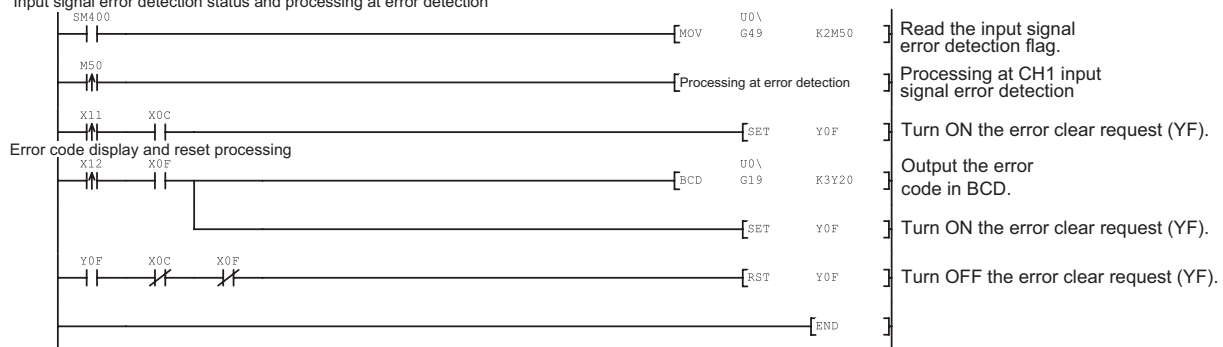 Input signal error detection status and processing at error detection
SM400
MOV U0\ G49 K2M50
Read the input signal
error detection flag.
M50
Processing at error detection
Processing at CH1 input
signal error detection
X11 X0C
SET Y0F
Turn ON the error clear request (YF).
Error code display and reset processing
X12 X0F
BCD U0\ G19 K3Y20
Output the error
code in BCD.
SET Y0F
Turn ON the error clear request (YF).
Y0F X0C X0F
RST Y0F
Turn OFF the error clear request (YF).
END